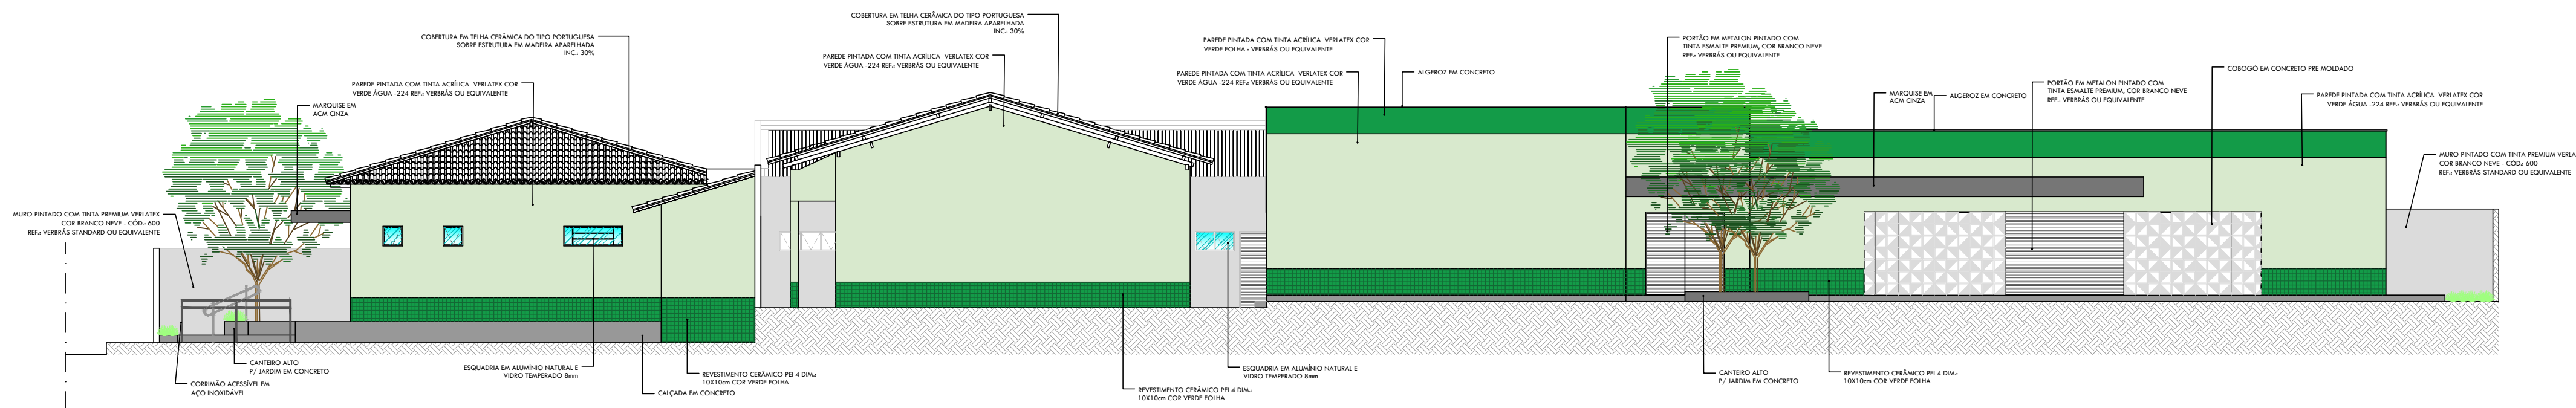 COBERTURA EM TELHA CERÂMICA DO TIPO PORTUGUESA
SOBRE ESTRUTURA EM MADEIRA APARELHADA
INC.: 30%
COBERTURA EM TELHA CERÂMICA DO TIPO PORTUGUESA
SOBRE ESTRUTURA EM MADEIRA APARELHADA
INC.: 30%
PAREDE PINTADA COM TINTA ACRÍLICA VERLATEX COR
VERDE ÁGUA -224 REF.: VERBRÁS OU EQUIVALENTE
PAREDE PINTADA COM TINTA ACRÍLICA VERLATEX COR
VERDE ÁGUA -224 REF.: VERBRÁS OU EQUIVALENTE
MARQUISE EM
ACM CINZA
PAREDE PINTADA COM TINTA ACRÍLICA VERLATEX COR
VERDE FOLHA : VERBRÁS OU EQUIVALENTE
PAREDE PINTADA COM TINTA ACRÍLICA VERLATEX COR
VERDE ÁGUA -224 REF.: VERBRÁS OU EQUIVALENTE
ALGEROZ EM CONCRETO
PORTÃO EM METALON PINTADO COM
TINTA ESMALTE PREMIUM, COR BRANCO NEVE
REF.: VERBRÁS OU EQUIVALENTE
MARQUISE EM
ACM CINZA
ALGEROZ EM CONCRETO
PORTÃO EM METALON PINTADO COM
TINTA ESMALTE PREMIUM, COR BRANCO NEVE
REF.: VERBRÁS OU EQUIVALENTE
COBOGÓ EM CONCRETO PRE MOLDADO
PAREDE PINTADA COM TINTA ACRÍLICA VERLATEX COR
VERDE ÁGUA -224 REF.: VERBRÁS OU EQUIVALENTE
MURO PINTADO COM TINTA PREMIUM VERLA
COR BRANCO NEVE - CÓD.: 600
REF.: VERBRÁS STANDARD OU EQUIVALENTE
MURO PINTADO COM TINTA PREMIUM VERLATEX
COR BRANCO NEVE - CÓD.: 600
REF.: VERBRÁS STANDARD OU EQUIVALENTE
CANTEIRO ALTO
P/ JARDIM EM CONCRETO
CORRIMÃO ACESSÍVEL EM
AÇO INOXIDÁVEL
ESQUADRIA EM ALUMÍNIO NATURAL E
VIDRO TEMPERADO 8mm
CALÇADA EM CONCRETO
REVESTIMENTO CERÂMICO PEI 4 DIM.:
10X10cm COR VERDE FOLHA
REVESTIMENTO CERÂMICO PEI 4 DIM.:
10X10cm COR VERDE FOLHA
ESQUADRIA EM ALUMÍNIO NATURAL E
VIDRO TEMPERADO 8mm
CANTEIRO ALTO
P/ JARDIM EM CONCRETO
REVESTIMENTO CERÂMICO PEI 4 DIM.:
10X10cm COR VERDE FOLHA